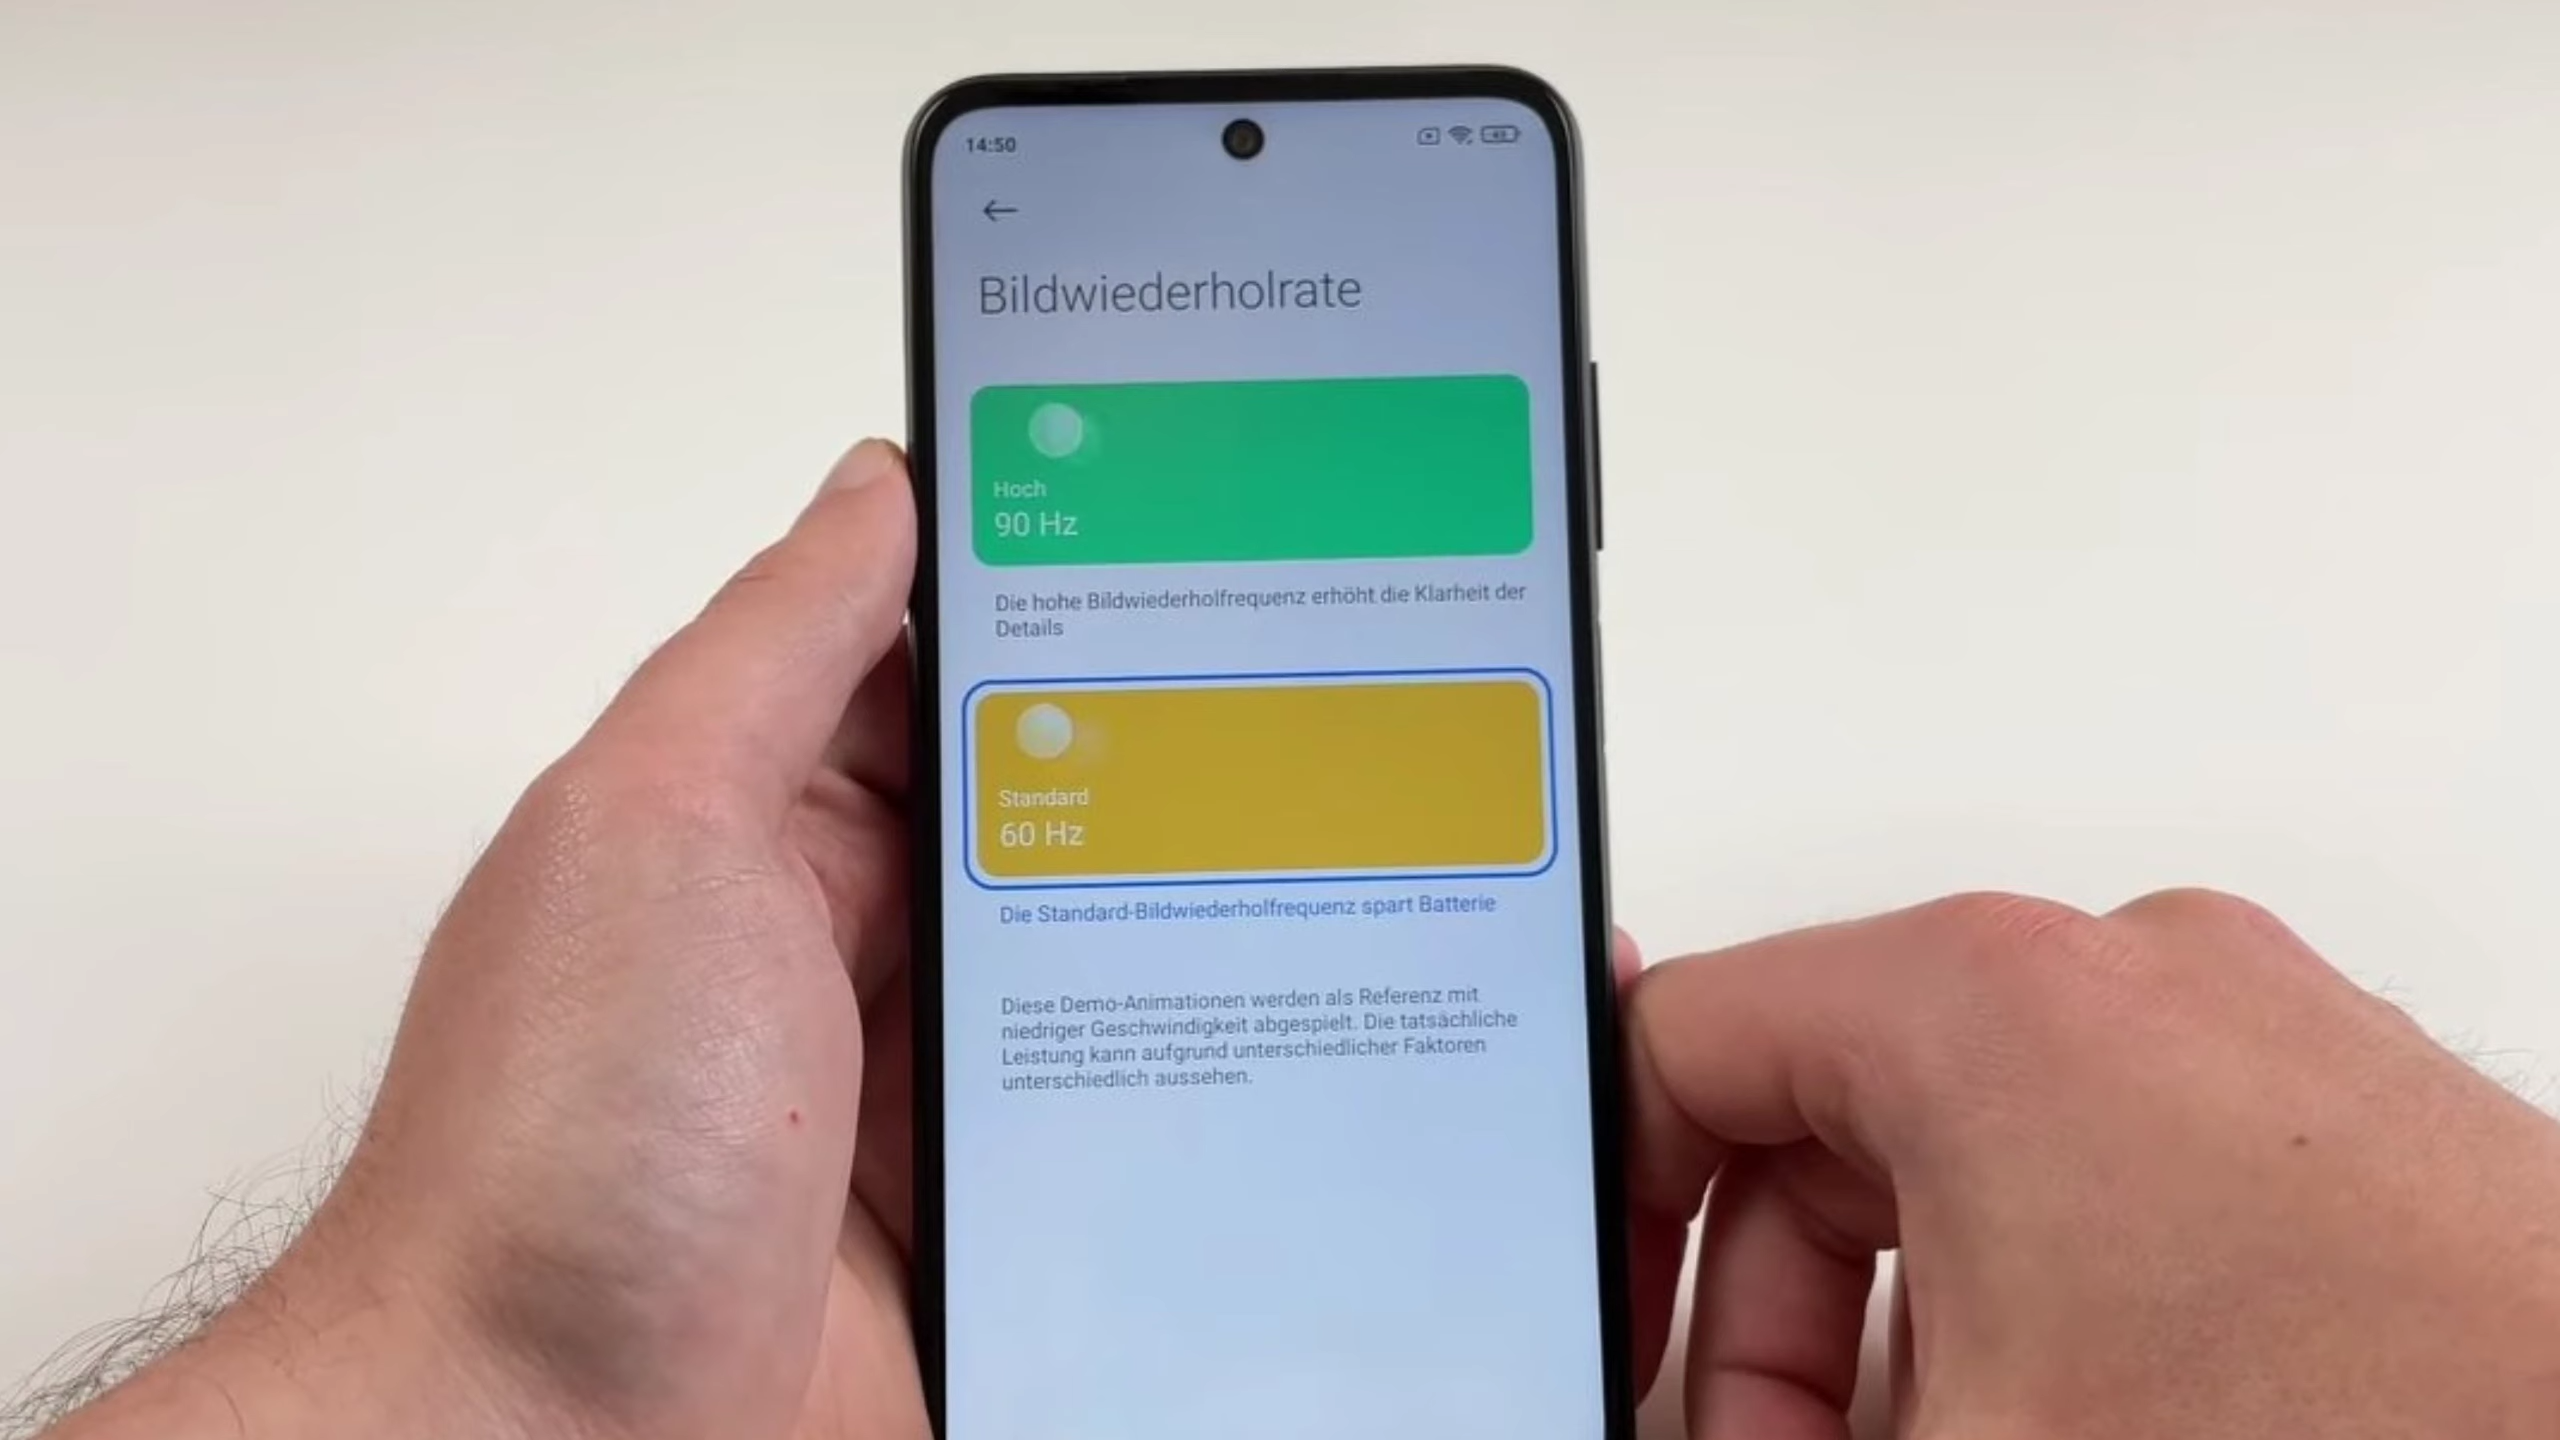 14:50
Bildwiederholrate
Hoch
90 Hz
Die hohe Bildwiederholfrequenz erhöht die Klarheit der
Details
Standard
60 Hz
Die Standard-Bildwiederholfrequenz spart Batterie
Diese Demo-Animationen werden als Referenz mit
niedriger Geschwindigkeit abgespielt. Die tatsächliche
Leistung kann aufgrund unterschiedlicher Faktoren
unterschiedlich aussehen.